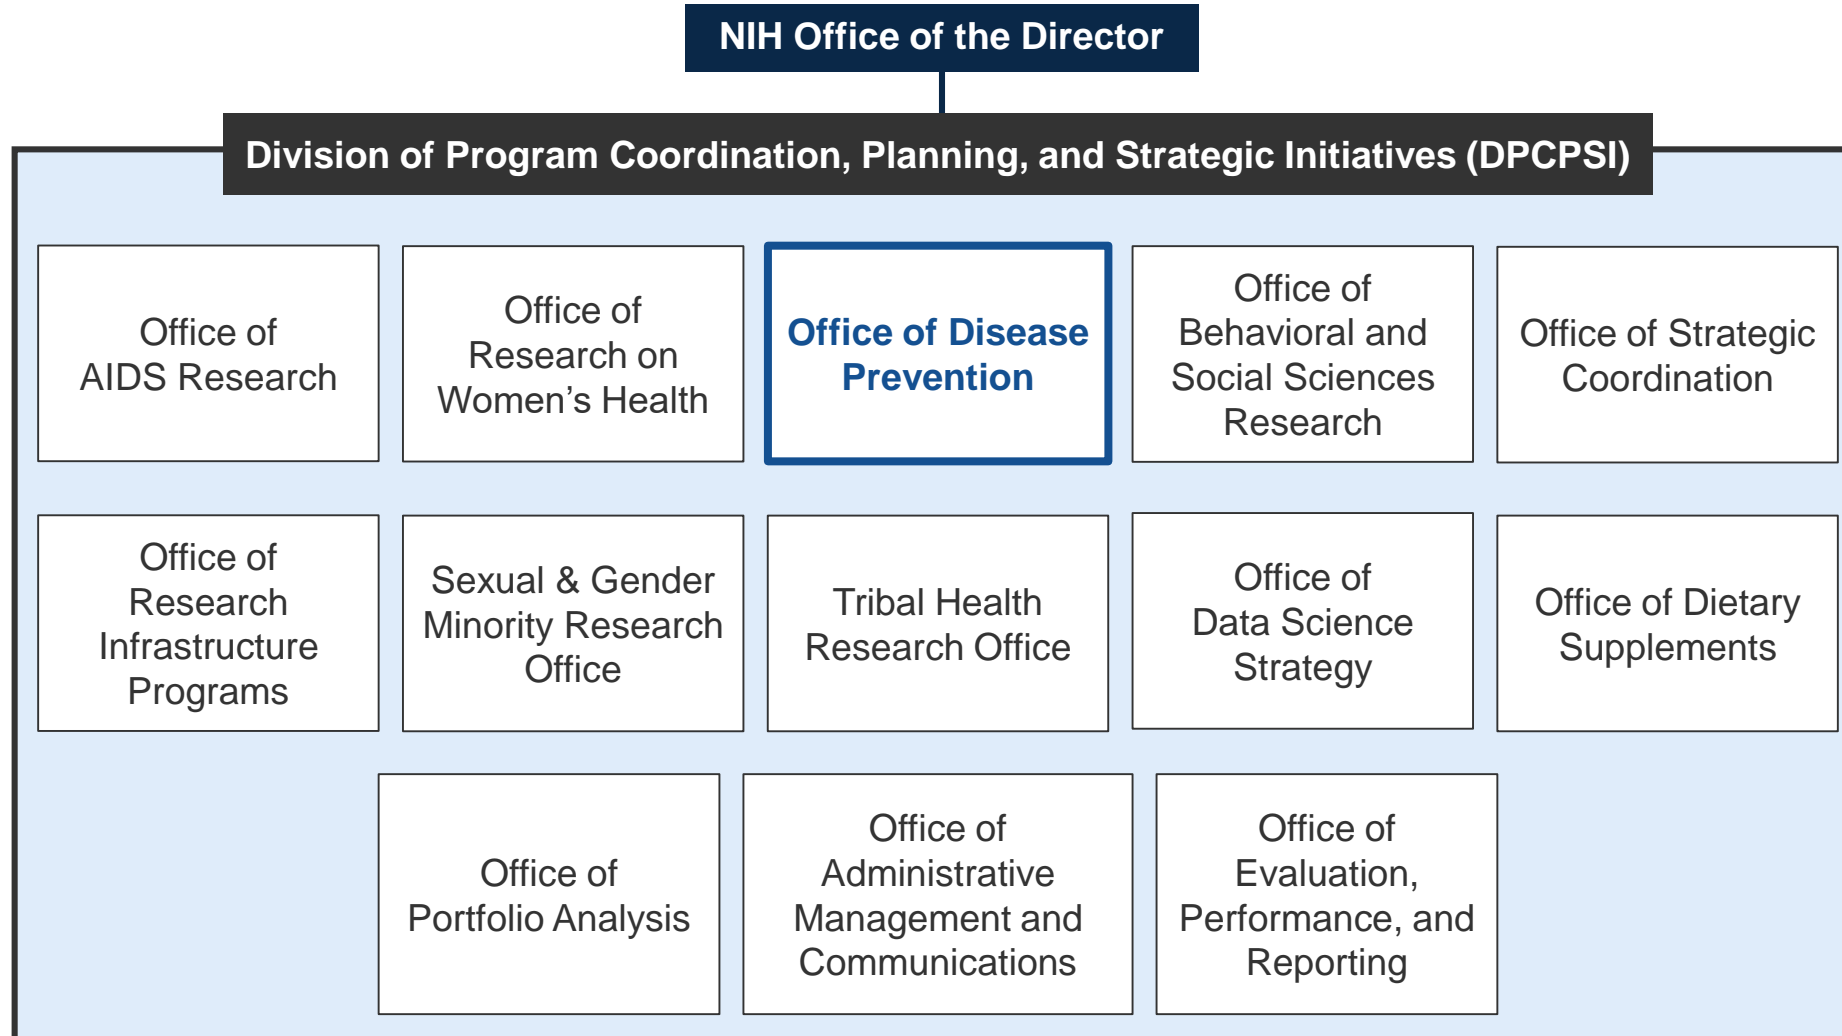 NIH Office of the Director
Division of Program Coordination, Planning, and Strategic Initiatives (DPCPSI)
Office of
AIDS Research
Office of
Research on
Women’s Health
Office of Disease
Prevention
Office of
Behavioral and
Social Sciences
Research
Office of Strategic
Coordination
Office of
Research
Infrastructure
Programs
Sexual & Gender
Minority Research
Office
Tribal Health
Research Office
Office of
Data Science
Strategy
Office of Dietary
Supplements
Office of
Portfolio Analysis
Office of
Administrative
Management and
Communications
Office of
Evaluation,
Performance, and
Reporting